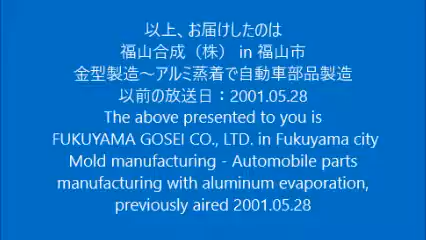 以上、お届けしたのは
福山合成（株） in 福山市
金型製造～アルミ蒸着で自動車部品製造
以前の放送日：2001.05.28
The above presented to you is
FUKUYAMA GOSEI CO., LTD. in Fukuyama city
Mold manufacturing - Automobile parts
manufacturing with aluminum evaporation,
previously aired 2001.05.28